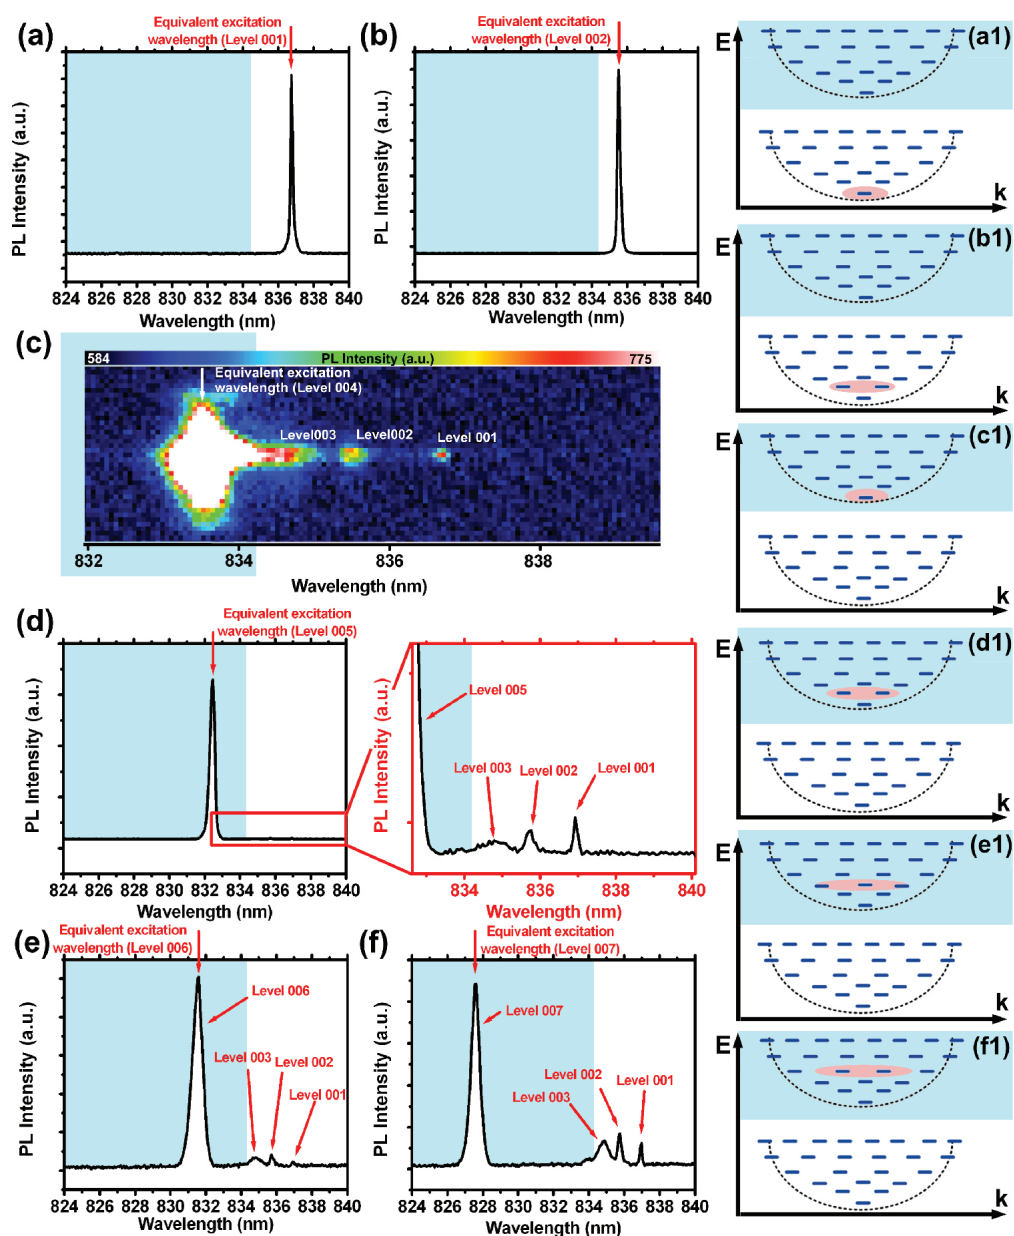 (a)
Equivalent excitation
wavelength (Level 001)
PL Intensity (a.u.)
824 826 828 830 832 834 836 838 840
Wavelength (nm)
(b)
Equivalent excitation
wavelength (Level 002)
PL Intensity (a.u.)
824 826 828 830 832 834 836 838 840
Wavelength (nm)
E
(a1)
k
E
(b1)
k
(c)
584 PL Intensity (a.u.) 775
Equivalent excitation
wavelength (Level 004)
Level003 Level002 Level 001
832 834 836 838
Wavelength (nm)
E
(c1)
k
(d)
Equivalent excitation
wavelength (Level 005)
PL Intensity (a.u.)
824 826 828 830 832 834 836 838 840
Wavelength (nm)
PL Intensity (a.u.)
Level 005
Level 003 Level 002 Level 001
834 836 838 840
Wavelength (nm)
E
(d1)
k
E
(e1)
k
(e)
Equivalent excitation
wavelength (Level 006)
PL Intensity (a.u.)
Level 006
Level 003 Level 002
Level 001
824 826 828 830 832 834 836 838 840
Wavelength (nm)
(f)
Equivalent excitation
wavelength (Level 007)
PL Intensity (a.u.)
Level 007
Level 002 Level 001
Level 003
824 826 828 830 832 834 836 838 840
Wavelength (nm)
E
(f1)
k